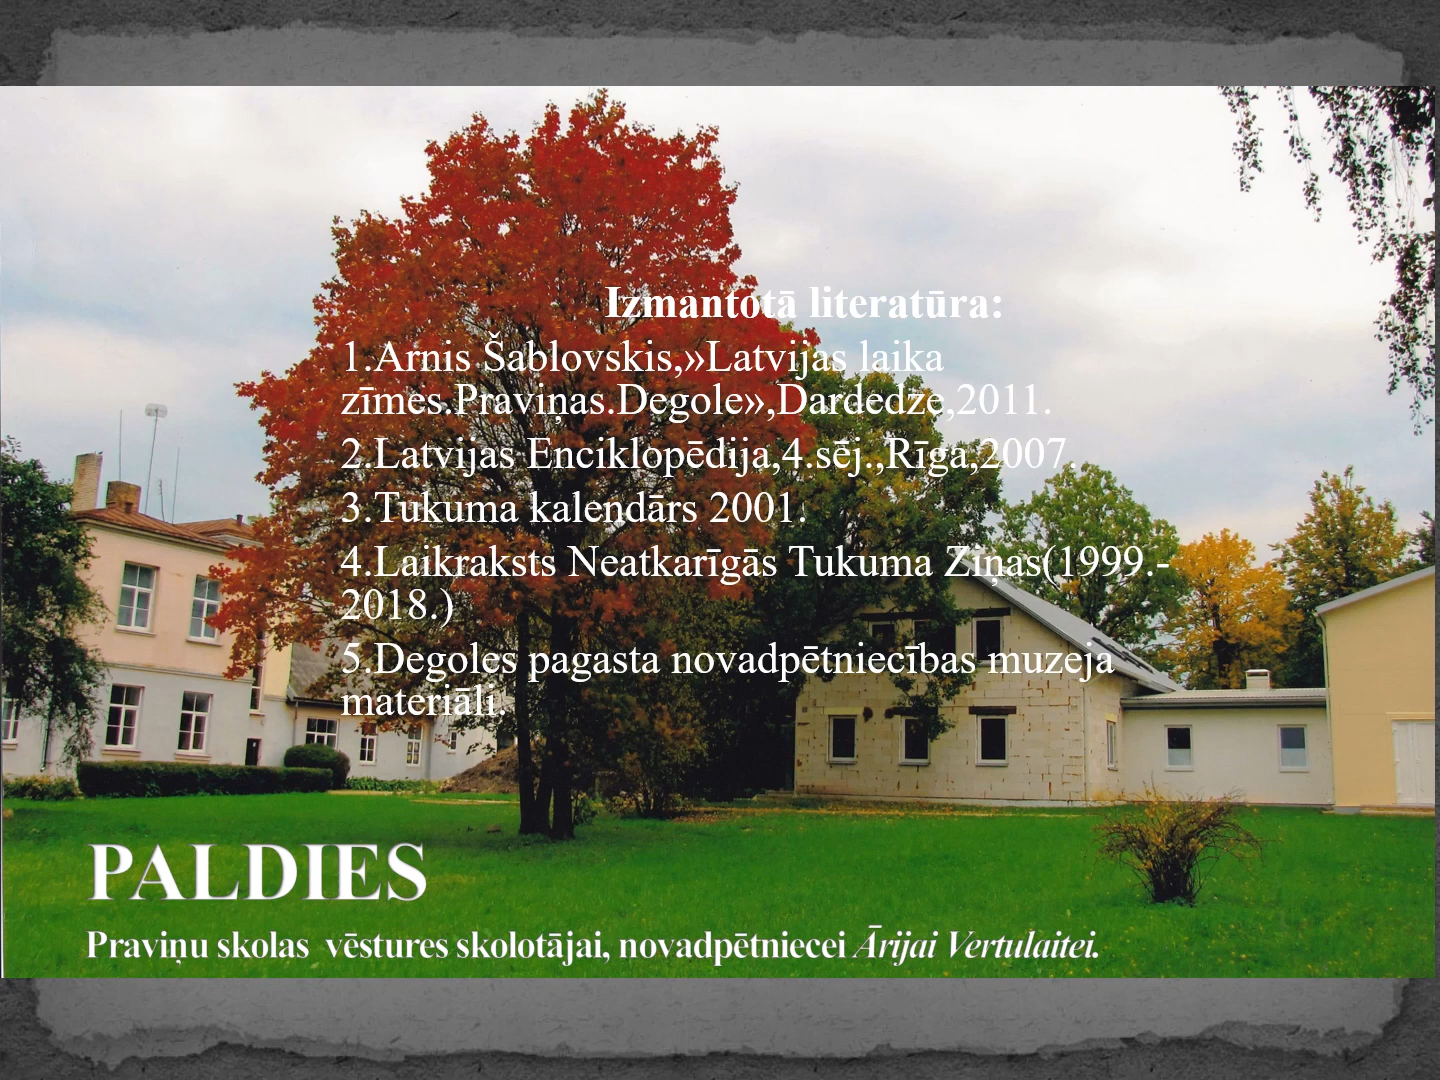 Izmantotā literatūra:
1.Arnis Šablovskis,»Latvijas laika
zīmes.Praviņas.Degole»,Dardedze,2011.
2.Latvijas Enciklopēdija,4.sēj.,Rīga,2007.
3.Tukuma kalendārs 2001.
4.Laikraksts Neatkarīgās Tukuma Ziņas(1999.-
2018.)
5.Degoles pagasta novadpētniecības muzeja
materiāli.
PALDIES
Praviņu skolas  vēstures skolotājai, novadpētniecei Ārijai Vertulaitei.